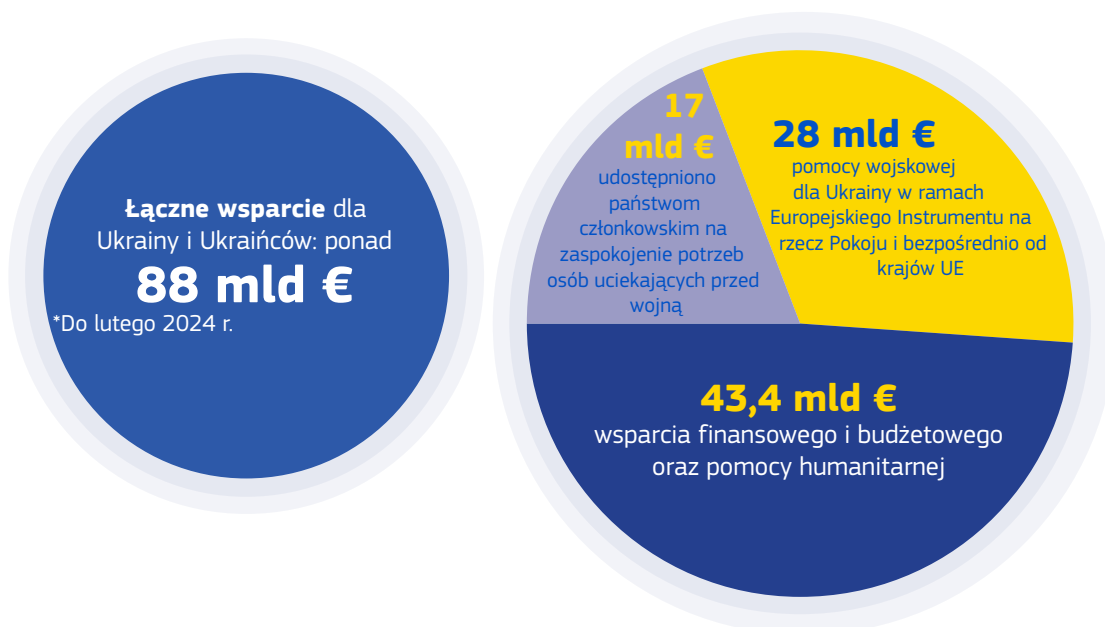 Łączne wsparcie dla
Ukrainy i Ukraińców: ponad
88 mld €
*Do lutego 2024 r.
17
mld €
udostępniono
państwom
członkowskim na
zaspokojenie potrzeb
osób uciekających przed
wojną
28 mld €
pomocy wojskowej
dla Ukrainy w ramach
Europejskiego Instrumentu na
rzecz Pokoju i bezpośrednio od
krajów UE
43,4 mld €
wsparcia finansowego i budżetowego
oraz pomocy humanitarnej